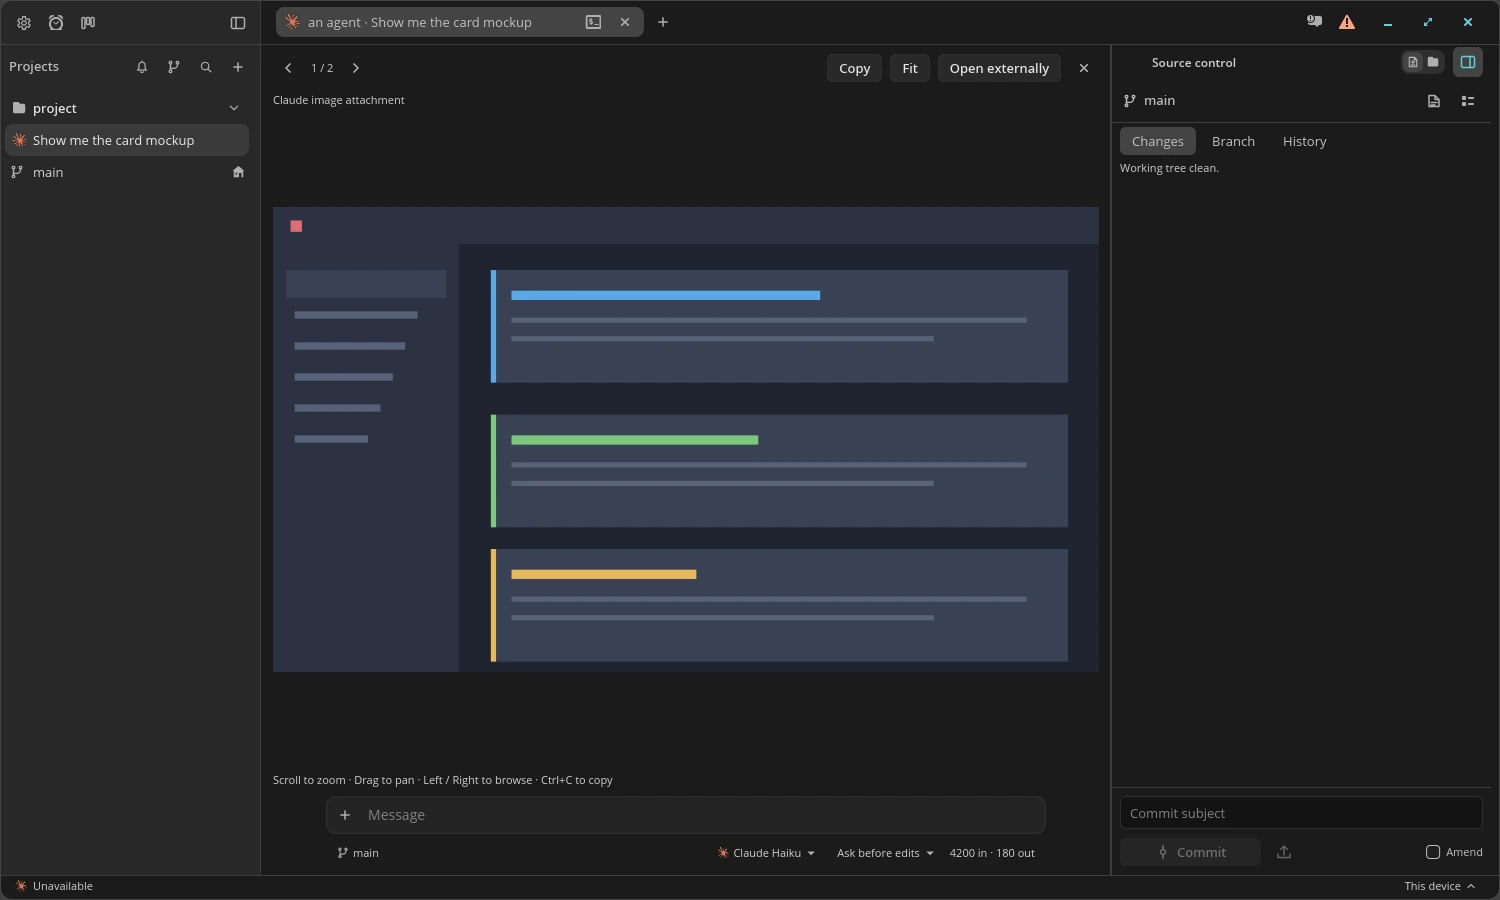 an agent · Show me the card mockup
Projects
project
Show me the card mockup
main
1 / 2
Copy
Fit
Open externally
Claude image attachment
Scroll to zoom · Drag to pan · Left / Right to browse · Ctrl+C to copy
Message
main
Claude Haiku
Ask before edits
4200 in · 180 out
Source control
main
Changes
Branch
History
Working tree clean.
Commit subject
Commit
Amend
Unavailable
This device